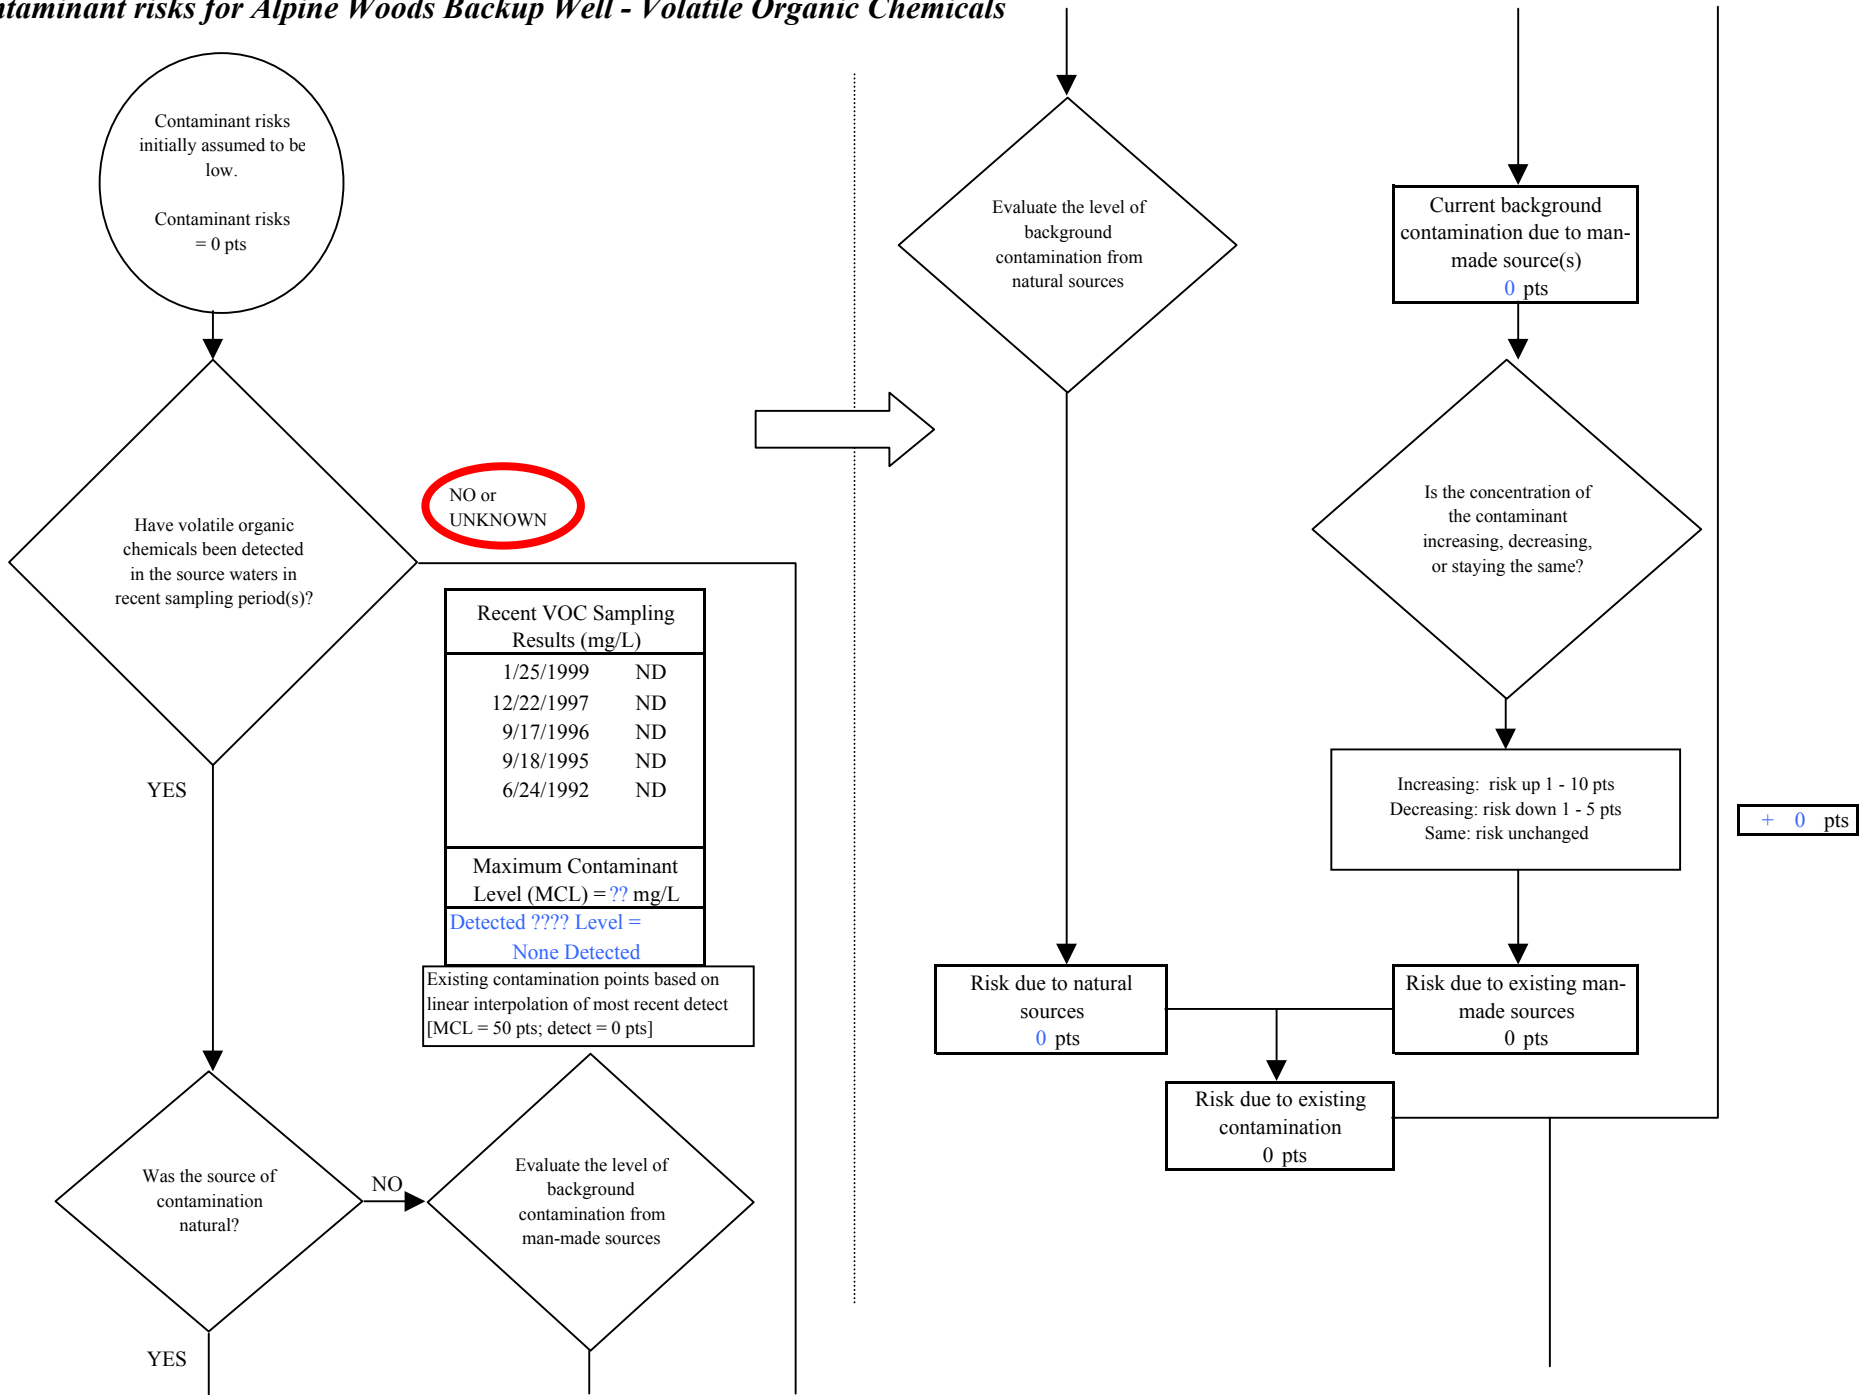 ntaminant risks for Alpine Woods Backup Well - Volatile Organic Chemicals
Contaminant risks
initially assumed to be
low.
Contaminant risks
= 0 pts
Have volatile organic
chemicals been detected
in the source waters in
recent sampling period(s)?
NO or
UNKNOWN
YES
Recent VOC Sampling
Results (mg/L)
1/25/1999 ND
12/22/1997 ND
9/17/1996 ND
9/18/1995 ND
6/24/1992 ND
Maximum Contaminant
Level (MCL) = ?? mg/L
Detected ???? Level =
None Detected
Existing contamination points based on
linear interpolation of most recent detect
[MCL = 50 pts; detect = 0 pts]
Was the source of
contamination
natural?
NO
YES
Evaluate the level of
background
contamination from
man-made sources
Evaluate the level of
background
contamination from
natural sources
Current background
contamination due to man-
made source(s)
0 pts
Is the concentration of
the contaminant
increasing, decreasing,
or staying the same?
Increasing: risk up 1 - 10 pts
Decreasing: risk down 1 - 5 pts
Same: risk unchanged
+ 0 pts
Risk due to natural
sources
0 pts
Risk due to existing man-
made sources
0 pts
Risk due to existing
contamination
0 pts